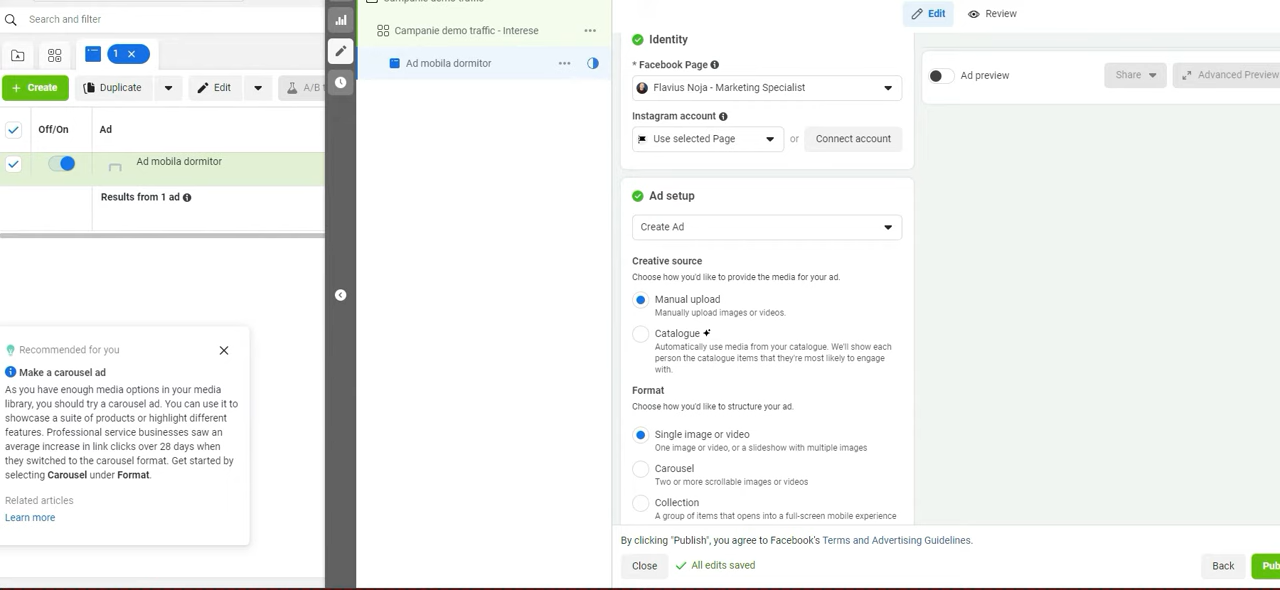 Search and filter
1
Create
Duplicate
Edit
A/B
Off/On
Ad
Ad mobila dormitor
Results from 1 ad
Recommended for you
Make a carousel ad
As you have enough media options in your media
library, you should try a carousel ad. You can use it to
showcase a suite of products or highlight different
features. Professional service businesses saw an
average increase in link clicks over 28 days when
they switched to the carousel format. Get started by
selecting Carousel under Format.
Related articles
Learn more
Campanie demo traffic
Campanie demo traffic - Interese
Ad mobila dormitor
Edit
Review
Identity
* Facebook Page
Flavius Noja - Marketing Specialist
Instagram account
Use selected Page
or
Connect account
Ad setup
Create Ad
Creative source
Choose how you'd like to provide the media for your ad.
Manual upload
Manually upload images or videos.
Catalogue
Automatically use media from your catalogue. We'll show each
person the catalogue items that they're most likely to engage
with.
Format
Choose how you'd like to structure your ad.
Single image or video
One image or video, or a slideshow with multiple images
Carousel
Two or more scrollable images or videos
Collection
A group of items that opens into a full-screen mobile experience
Ad preview
Share
Advanced Preview
By clicking "Publish", you agree to Facebook's Terms and Advertising Guidelines.
Close
All edits saved
Back
Pub